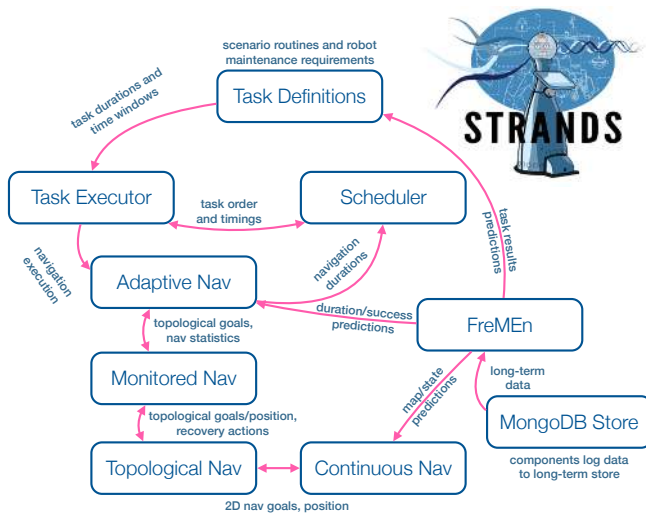 scenario routines and robot
maintenance requirements
Task Definitions
STRANDS
task durations and
time windows
Task Executor
task order
and timings
Scheduler
task results
predictions
navigation
execution
navigation
durations
Adaptive Nav
duration/success
predictions
FreMEn
topological goals,
nav statistics
Monitored Nav
map/state
predictions
long-term
data
topological goals/position,
recovery actions
MongoDB Store
Topological Nav
Continuous Nav
components log data
to long-term store
2D nav goals, position